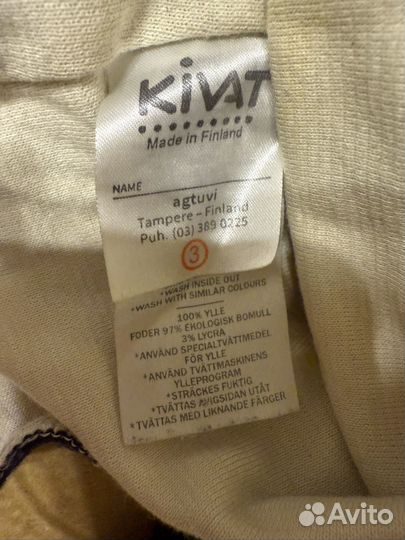 KIVAT
Made in Finland
NAME
agtuvi
Tampere – Finland
Puh. (03) 389 0225
3
*WASH INSIDE OUT
*WASH WITH SIMILAR COLOURS
100% YLLE
FODER 97% EKOLOGISK BOMULL
3% LYCRA
*ANVÄND SPECIALTVÄTTMEDEL
FÖR YLLE
*ANVÄND TVÄTTMASKINENS
YLLEPROGRAM
*STRÄCKES FUKTIG
*TVÄTTAS AVIGSIDAN UTÅT
*TVÄTTAS MED LIKNANDE FÄRGER
Avito